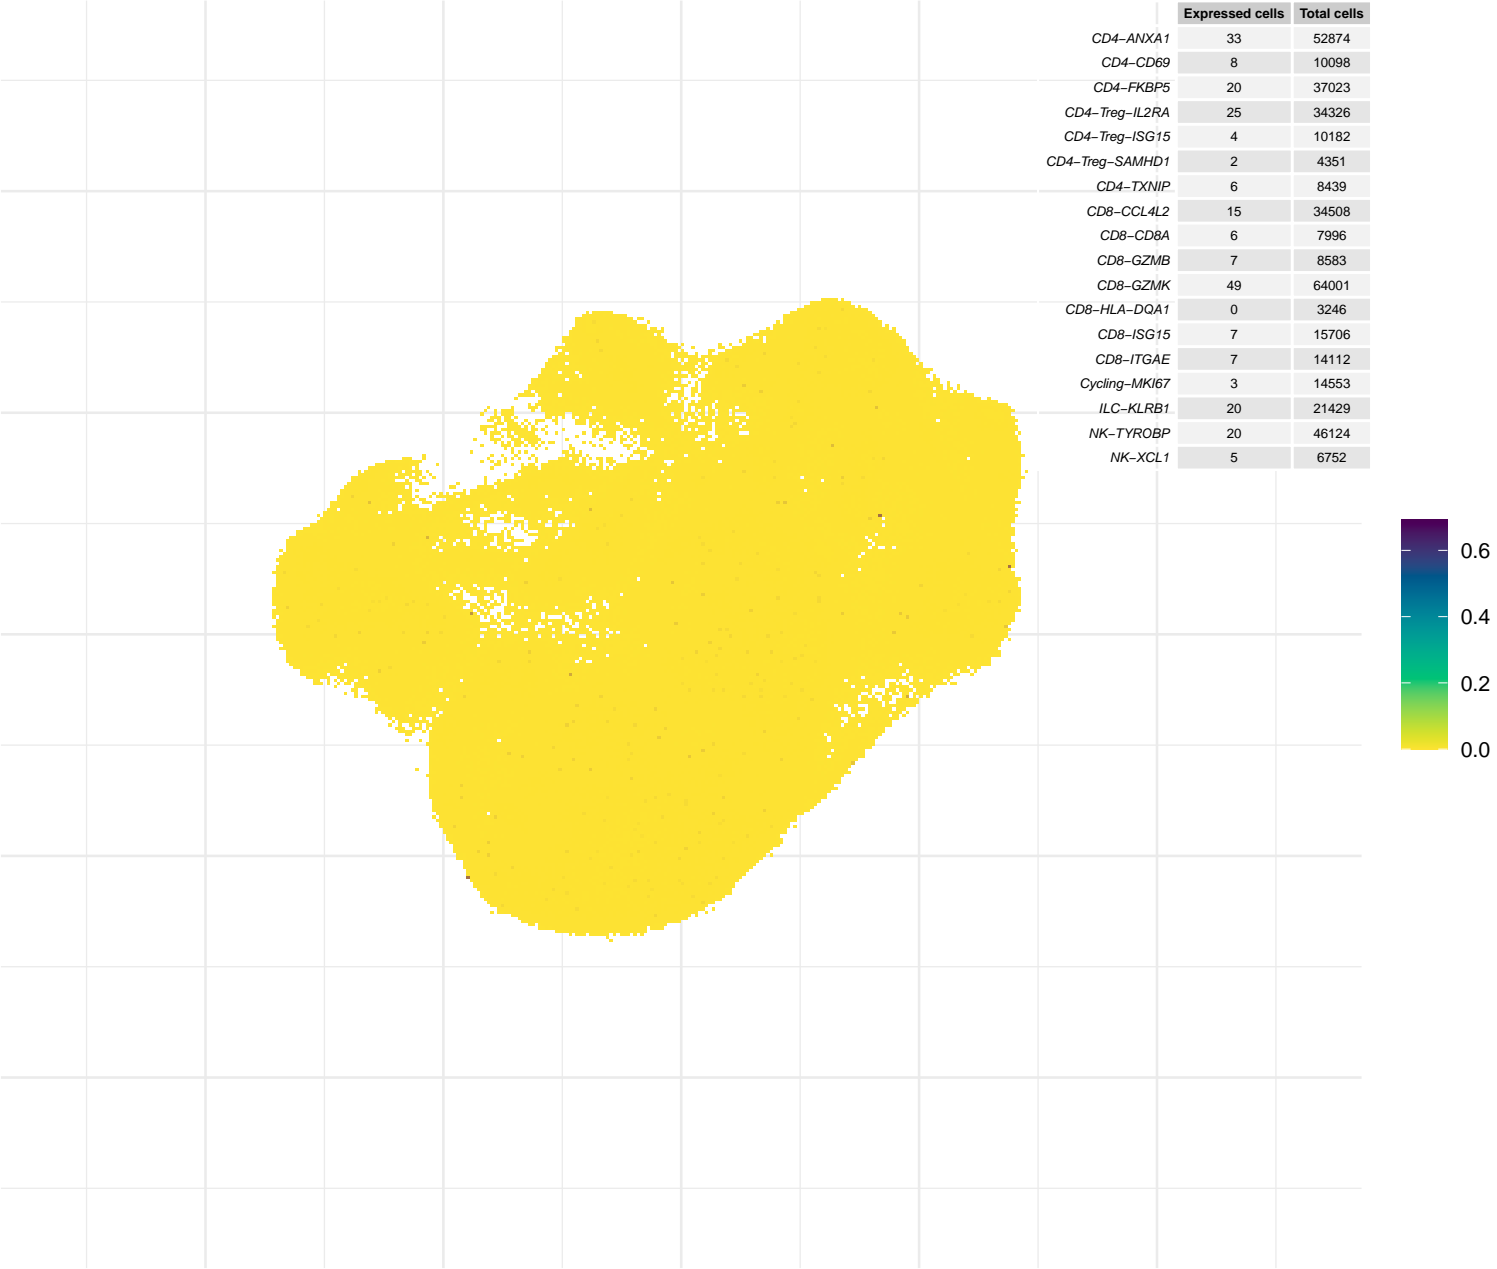 Expressed cells Total cells
CD4−ANXA1 33 52874
CD4−CD69 8 10098
CD4−FKBP5 20 37023
CD4−Treg−IL2RA 25 34326
CD4−Treg−ISG15 4 10182
CD4−Treg−SAMHD1 2 4351
CD4−TXNIP 6 8439
CD8−CCL4L2 15 34508
CD8−CD8A 6 7996
CD8−GZMB 7 8583
CD8−GZMK 49 64001
CD8−HLA−DQA1 0 3246
CD8−ISG15 7 15706
CD8−ITGAE 7 14112
Cycling−MKI67 3 14553
ILC−KLRB1 20 21429
NK−TYROBP 20 46124
NK−XCL1 5 6752
0.6
0.4
0.2
0.0